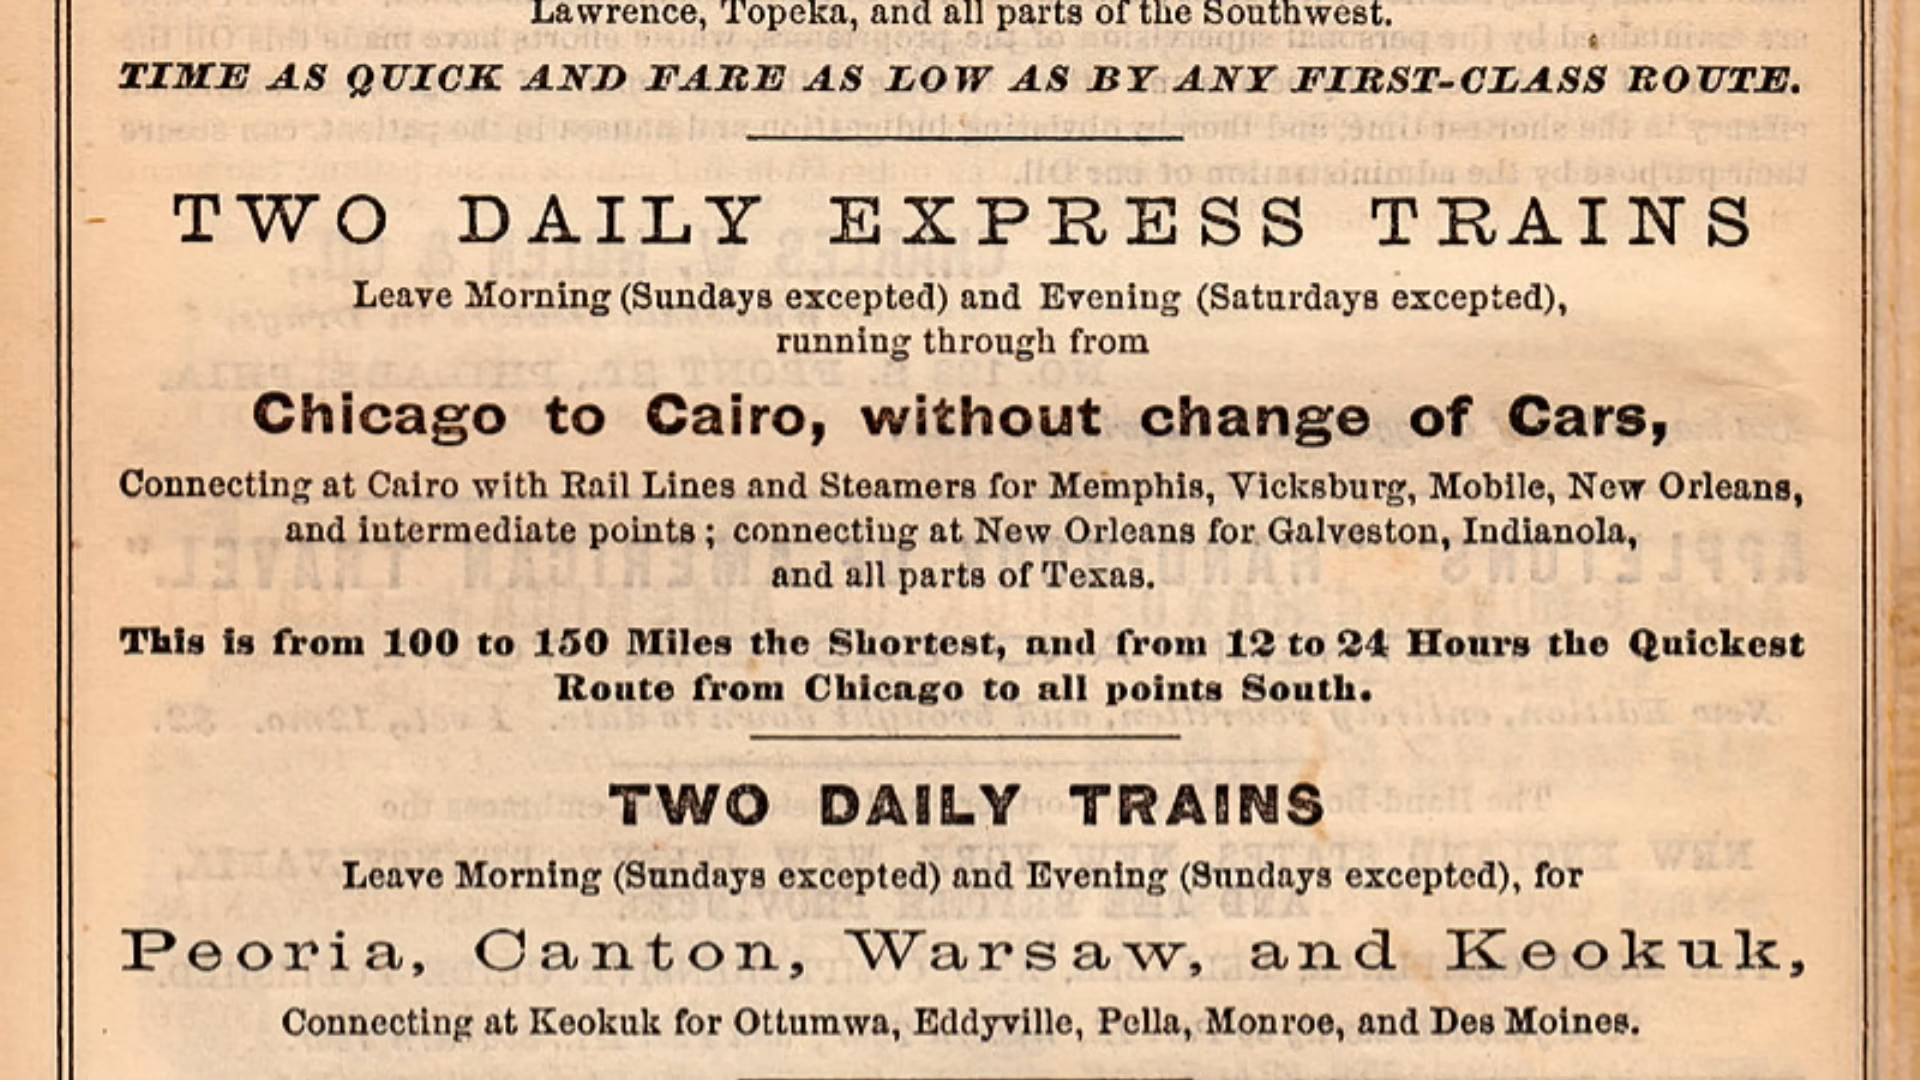 Lawrence, Topeka, and all parts of the Southwest.
TIME AS QUICK AND FARE AS LOW AS BY ANY FIRST-CLASS ROUTE.
TWO DAILY EXPRESS TRAINS
Leave Morning (Sundays excepted) and Evening (Saturdays excepted),
running through from
Chicago to Cairo, without change of Cars,
Connecting at Cairo with Rail Lines and Steamers for Memphis, Vicksburg, Mobile, New Orleans,
and intermediate points; connecting at New Orleans for Galveston, Indianola,
and all parts of Texas.
This is from 100 to 150 Miles the Shortest, and from 12 to 24 Hours the Quickest
Route from Chicago to all points South.
TWO DAILY TRAINS
Leave Morning (Sundays excepted) and Evening (Sundays excepted), for
Peoria, Canton, Warsaw, and Keokuk,
Connecting at Keokuk for Ottumwa, Eddyville, Pella, Monroe, and Des Moines.